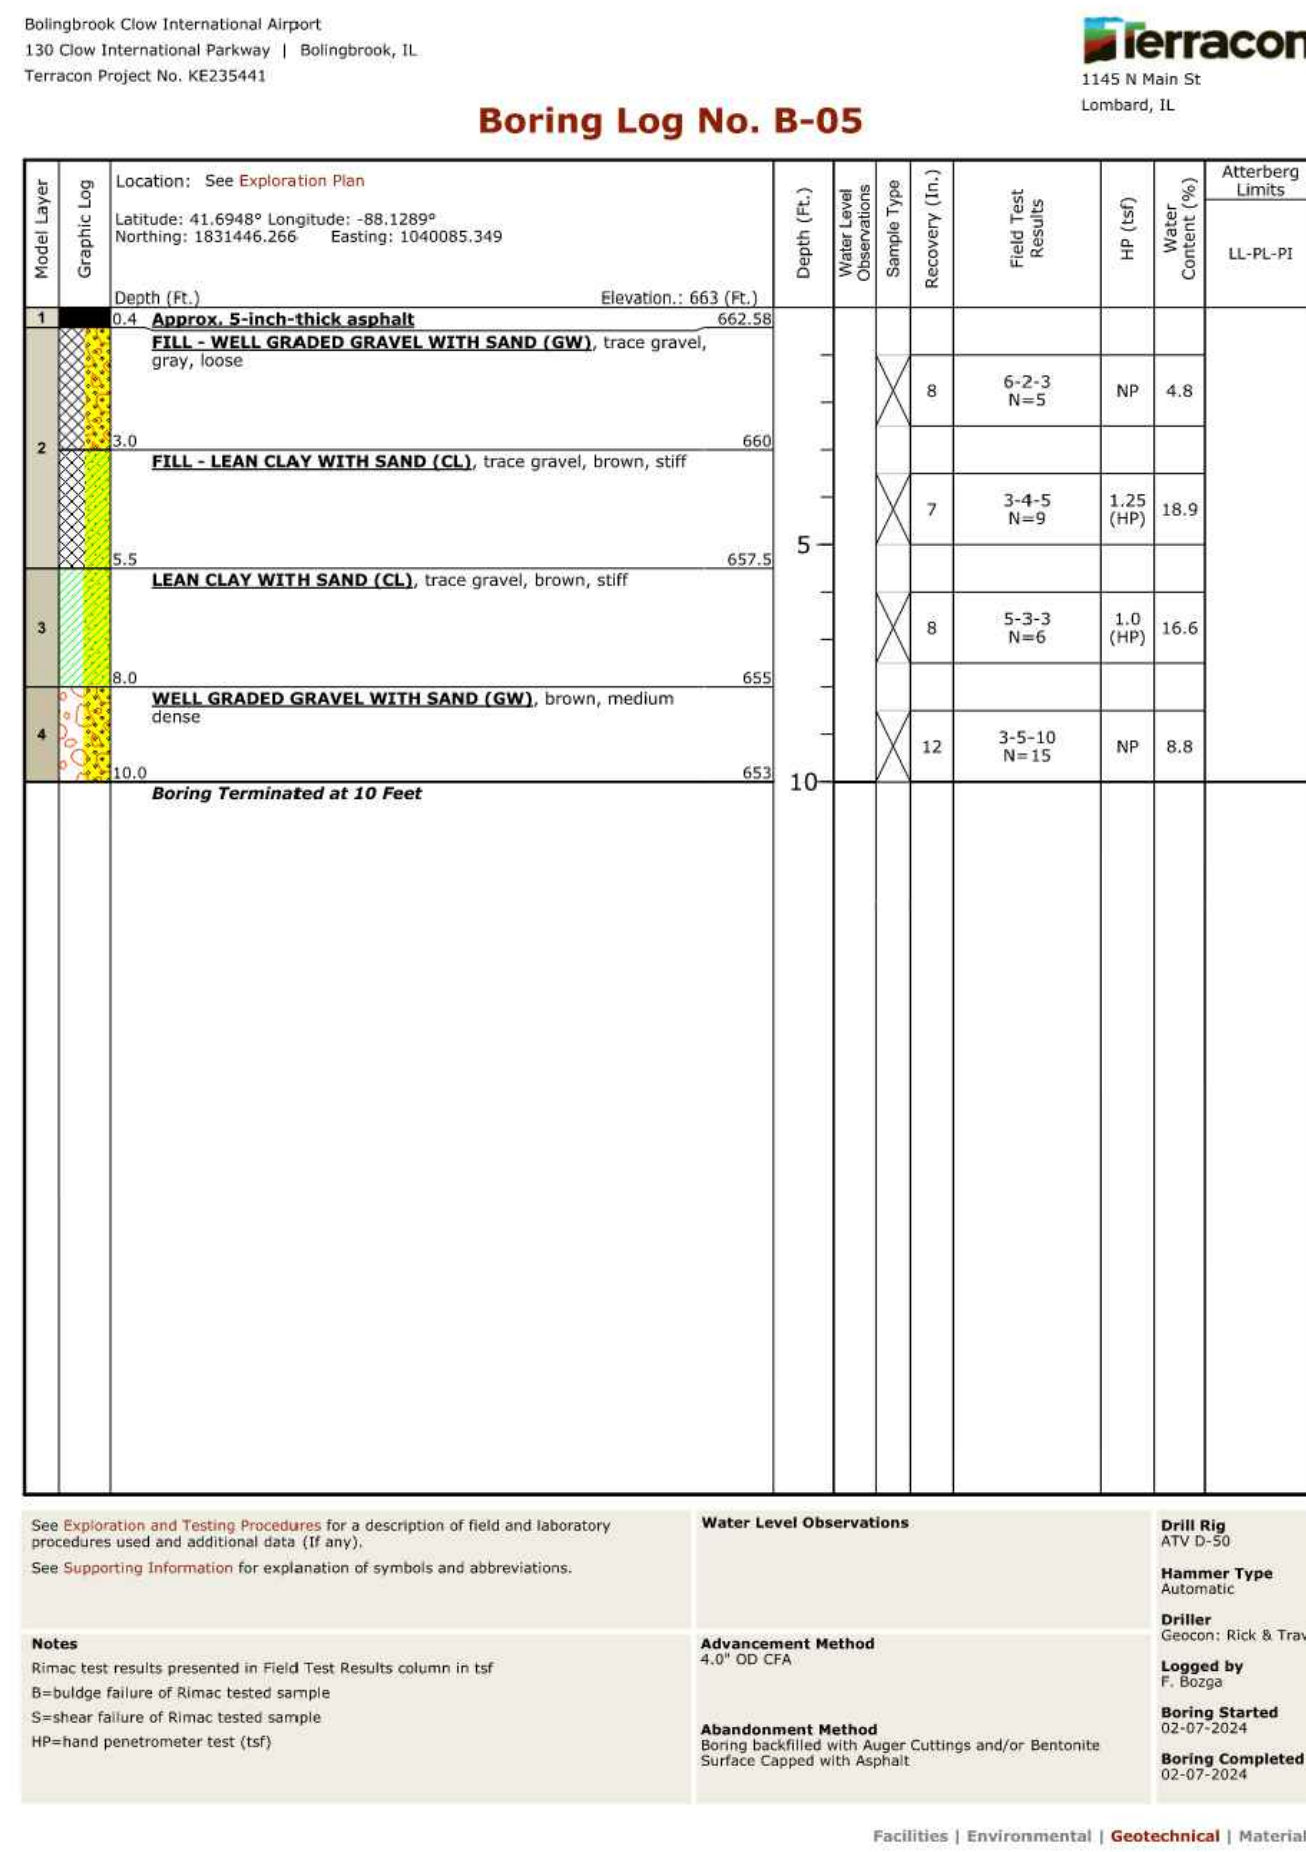 Bolingbrook Clow International Airport
130 Clow International Parkway | Bolingbrook, IL
Terracon Project No. KE235441
Terracon
1145 N Main St
Lombard, IL
Boring Log No. B-05
Model Layer
Graphic Log
Location: See Exploration Plan
Latitude: 41.6948° Longitude: -88.1289°
Northing: 1831446.266 Easting: 1040085.349
Depth (Ft.) Elevation.: 663 (Ft.)
Depth (Ft.)
Water Level
Observations
Sample Type
Recovery (In.)
Field Test
Results
HP (tsf)
Water
Content (%)
Atterberg
Limits
LL-PL-PI
1 0.4 Approx. 5-inch-thick asphalt 662.58
FILL - WELL GRADED GRAVEL WITH SAND (GW), trace gravel,
gray, loose
8 6-2-3
N=5 NP 4.8
2 3.0 660
FILL - LEAN CLAY WITH SAND (CL), trace gravel, brown, stiff
7 3-4-5
N=9 1.25
(HP) 18.9
5
5.5 657.5
LEAN CLAY WITH SAND (CL), trace gravel, brown, stiff
3 8 5-3-3
N=6 1.0
(HP) 16.6
8.0 655
WELL GRADED GRAVEL WITH SAND (GW), brown, medium
dense
4 12 3-5-10
N=15 NP 8.8
10.0 653 10
Boring Terminated at 10 Feet
See Exploration and Testing Procedures for a description of field and laboratory
procedures used and additional data (If any).
See Supporting Information for explanation of symbols and abbreviations.
Notes
Rimac test results presented in Field Test Results column in tsf
B=buldge failure of Rimac tested sample
S=shear failure of Rimac tested sample
HP=hand penetrometer test (tsf)
Water Level Observations
Advancement Method
4.0" OD CFA
Abandonment Method
Boring backfilled with Auger Cuttings and/or Bentonite
Surface Capped with Asphalt
Drill Rig
ATV D-50
Hammer Type
Automatic
Driller
Geocon: Rick & Trav
Logged by
F. Bozga
Boring Started
02-07-2024
Boring Completed
02-07-2024
Facilities | Environmental | Geotechnical | Material